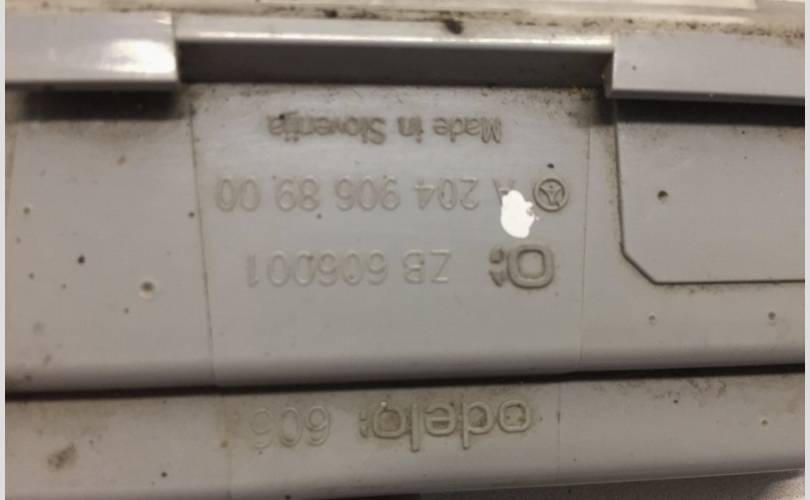 odelo: 606
ZB 606001
A 204 906 89 00
Made in Slovenija